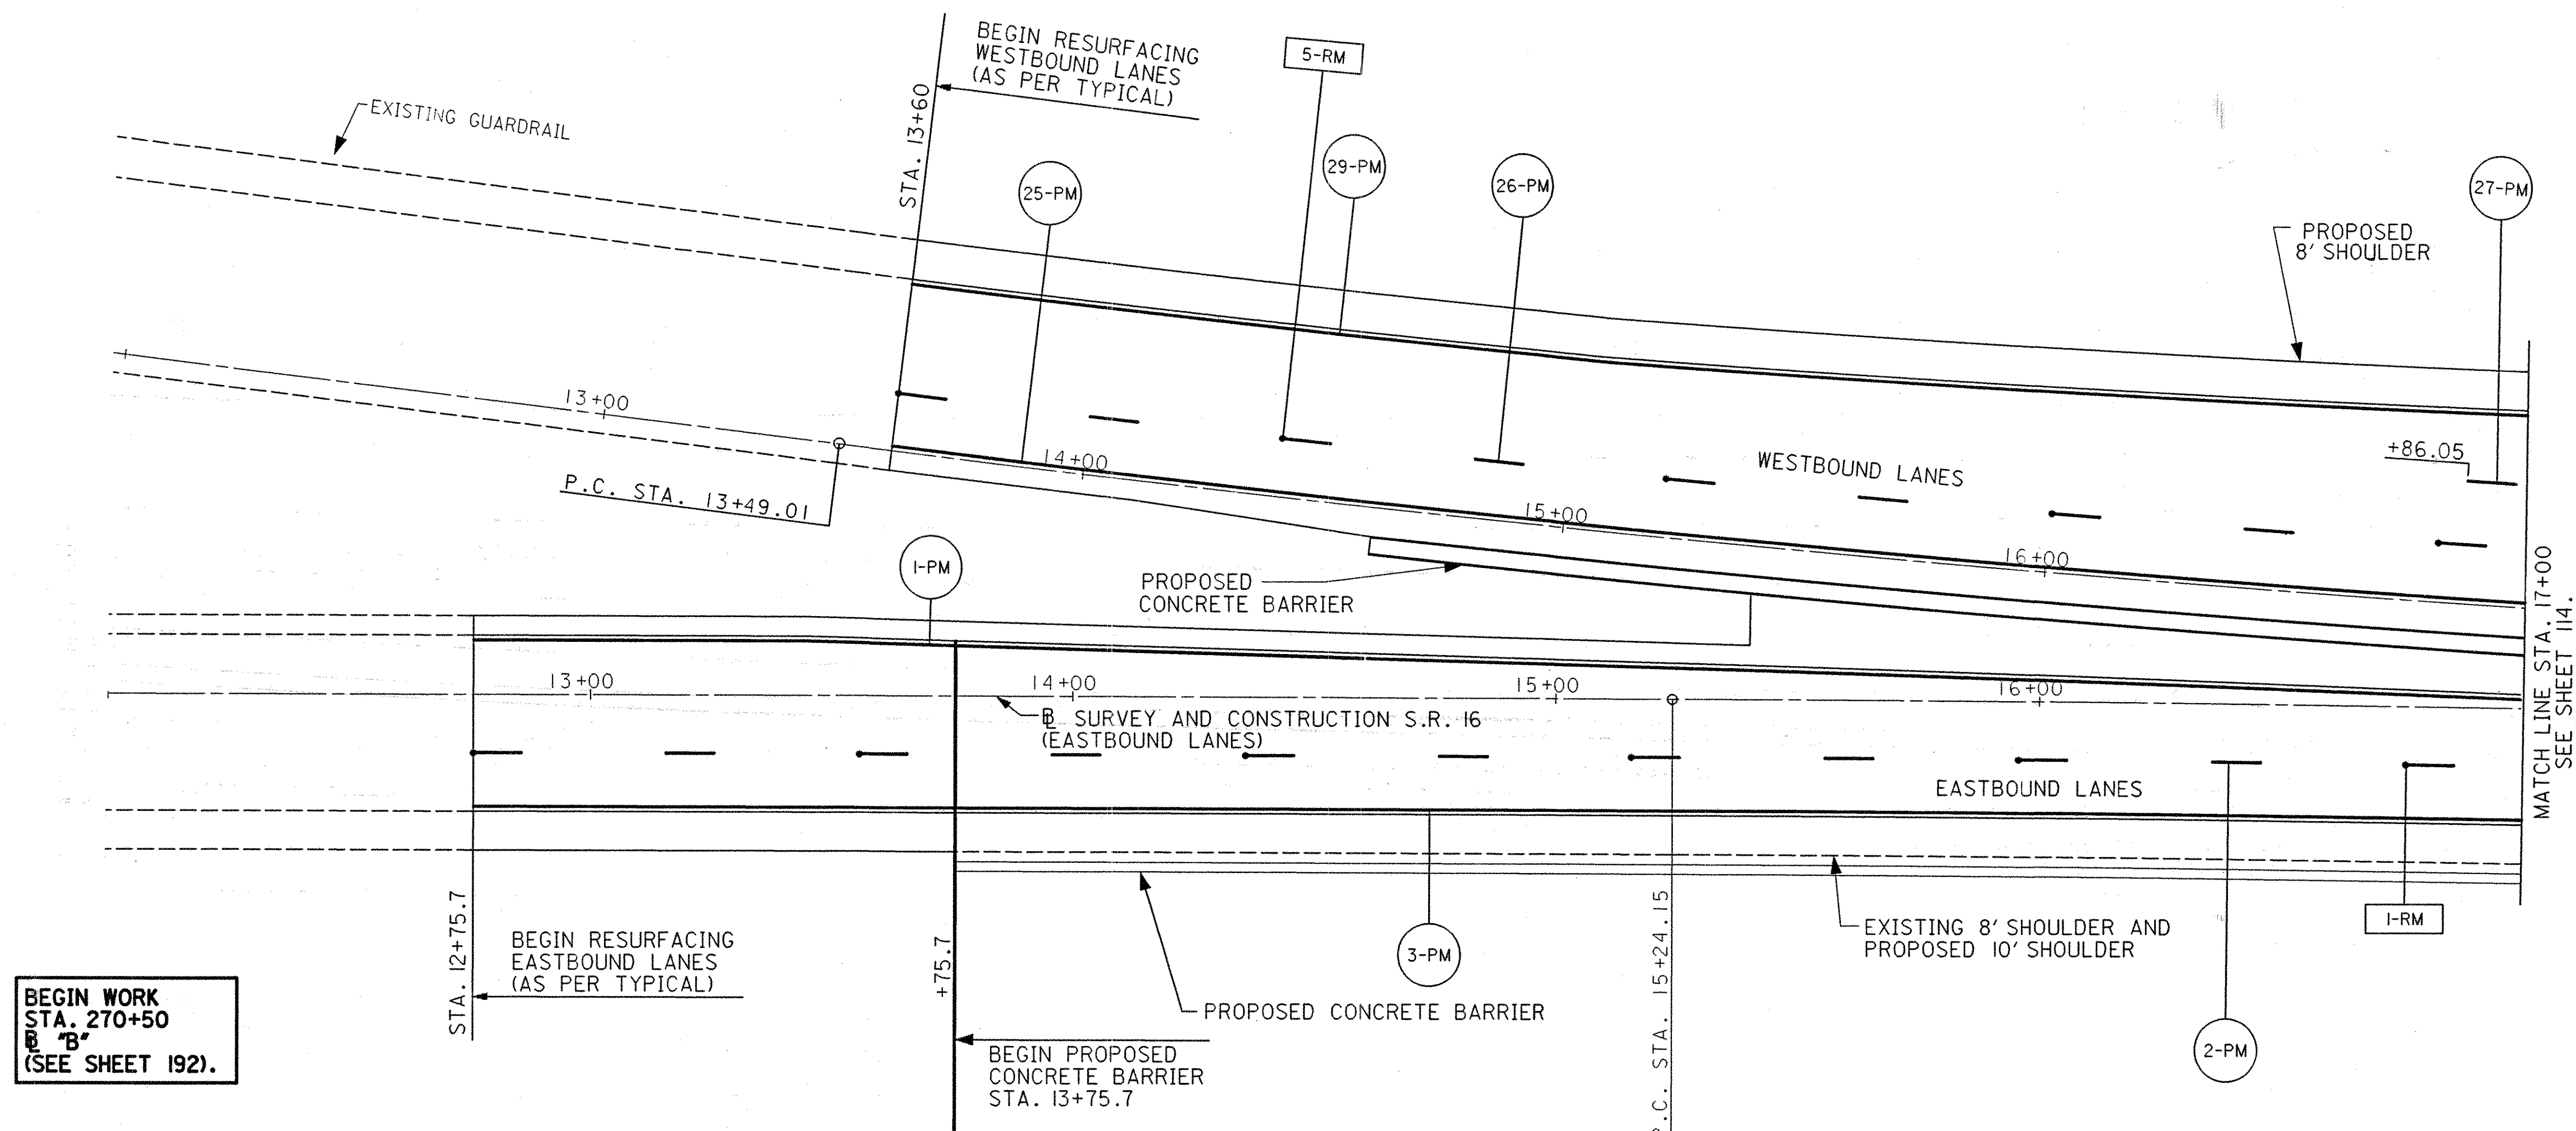 BEGIN RESURFACING
WESTBOUND LANES
(AS PER TYPICAL)
5-RM
EXISTING GUARDRAIL
STA. 13+60
25-PM
29-PM
26-PM
27-PM
PROPOSED
8' SHOULDER
13+00
P.C. STA. 13+49.01
14+00
WESTBOUND LANES
+86.05
15+00
16+00
1-PM
PROPOSED
CONCRETE BARRIER
MATCH LINE STA. 17+00
SEE SHEET 114.
13+00
14+00
15+00
16+00
℄ SURVEY AND CONSTRUCTION S.R. 16
(EASTBOUND LANES)
EASTBOUND LANES
STA. 12+75.7
BEGIN RESURFACING
EASTBOUND LANES
(AS PER TYPICAL)
+75.7
3-PM
P.C. STA. 15+24.15
EXISTING 8' SHOULDER AND
PROPOSED 10' SHOULDER
1-RM
PROPOSED CONCRETE BARRIER
2-PM
BEGIN PROPOSED
CONCRETE BARRIER
STA. 13+75.7
BEGIN WORK
STA. 270+50
℄ "B"
(SEE SHEET 192).